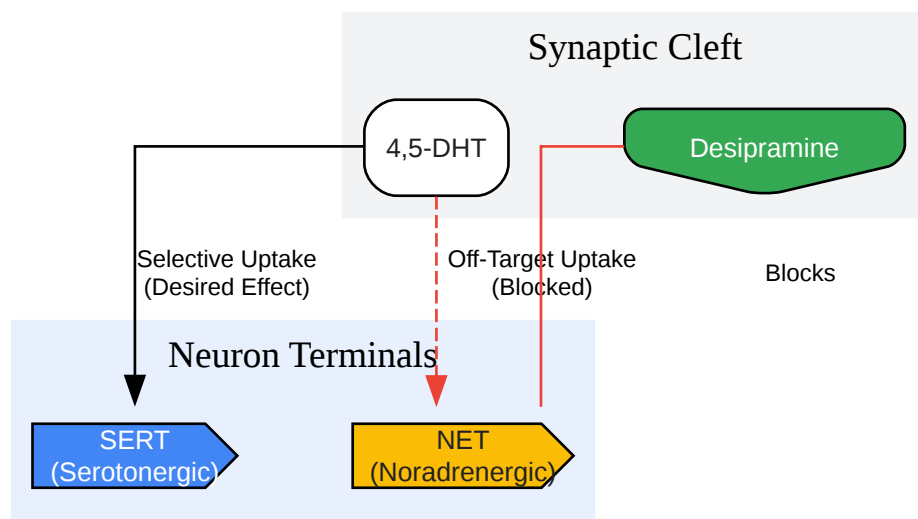 Synaptic Cleft
4,5-DHT
Desipramine
Selective Uptake
(Desired Effect)
Off-Target Uptake
(Blocked)
Blocks
Neuron Terminals
SERT
(Serotonergic)
NET
(Noradrenergic)